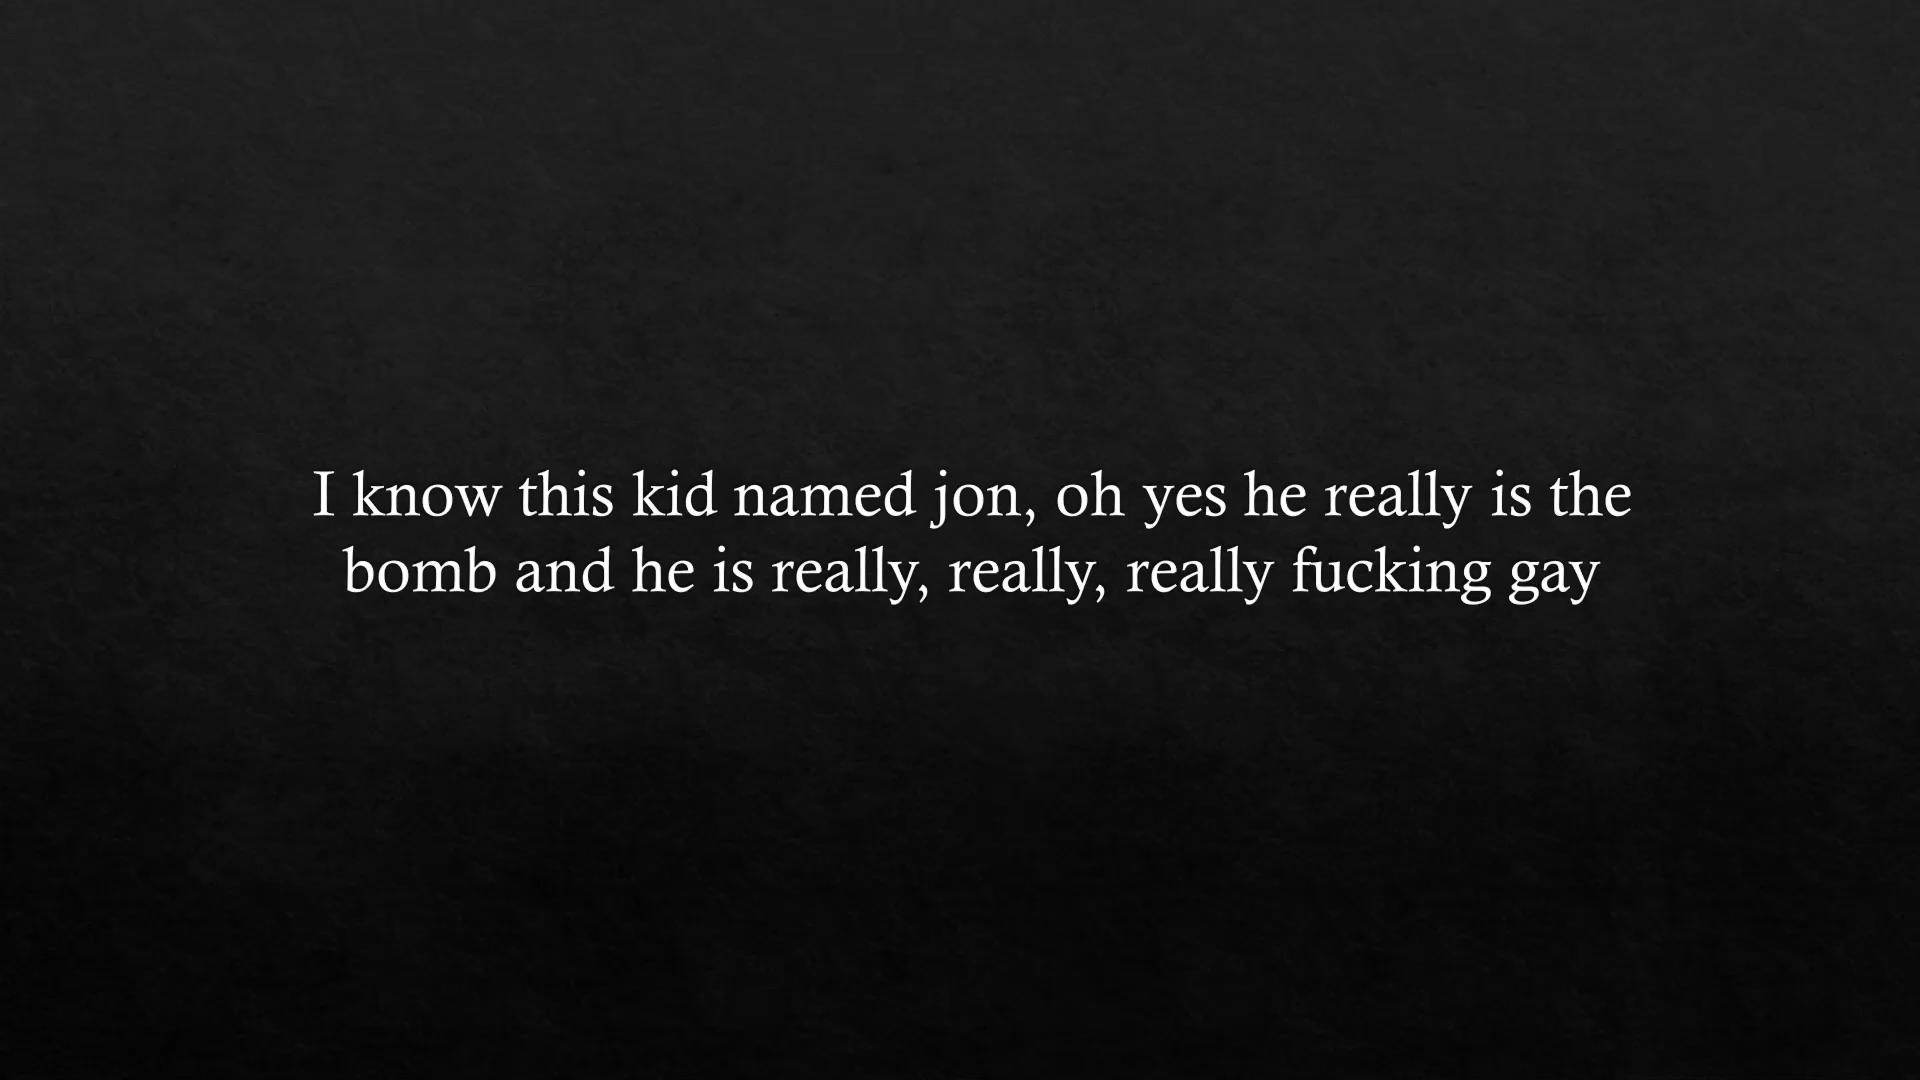 I know this kid named jon, oh yes he really is the
bomb and he is really, really, really fucking gay